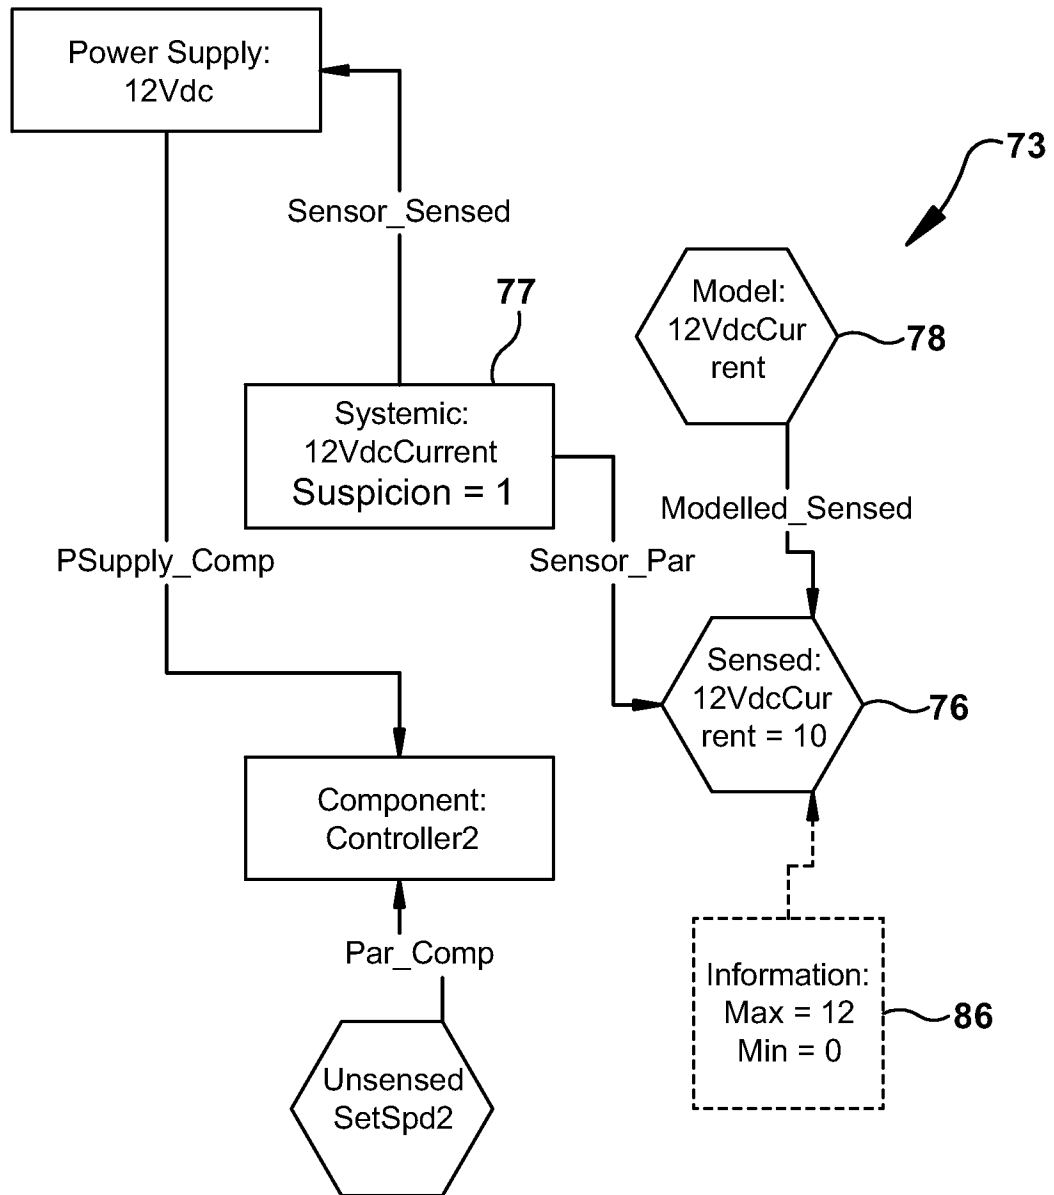 Power Supply:
12Vdc
73
Sensor_Sensed
77
Model:
12VdcCur
rent
78
Systemic:
12VdcCurrent
Suspicion = 1
Modelled_Sensed
PSupply_Comp
Sensor_Par
Sensed:
12VdcCur
rent = 10
76
Component:
Controller2
Par_Comp
Information:
Max = 12
Min = 0
86
Unsensed
SetSpd2